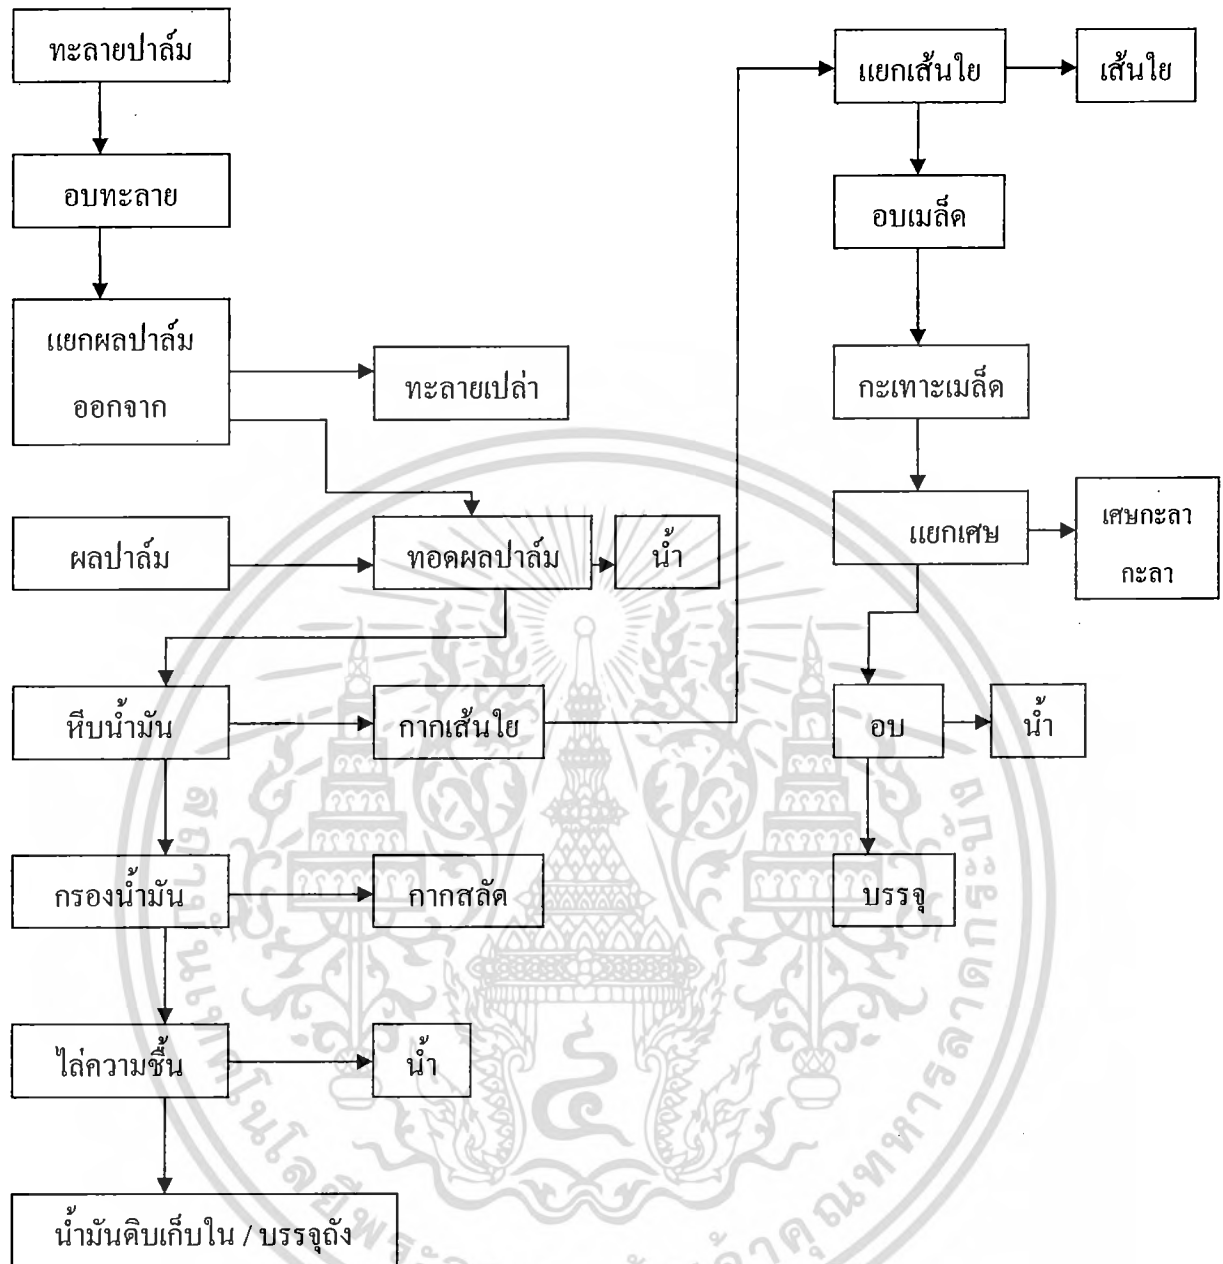 ทะลายปาล์ม
อบทะลาย
แยกผลปาล์ม
ออกจาก
ทะลายเปล่า
ผลปาล์ม
ทอดผลปาล์ม
น้ำ
หีบน้ำมัน
กากเส้นใย
กรองน้ำมัน
กากสลัด
ไล่ความชื้น
น้ำ
น้ำมันดิบเก็บใน / บรรจุถัง
แยกเส้นใย
เส้นใย
อบเมล็ด
กะเทาะเมล็ด
แยกเศษ
เศษกะลา
กะลา
อบ
น้ำ
บรรจุ